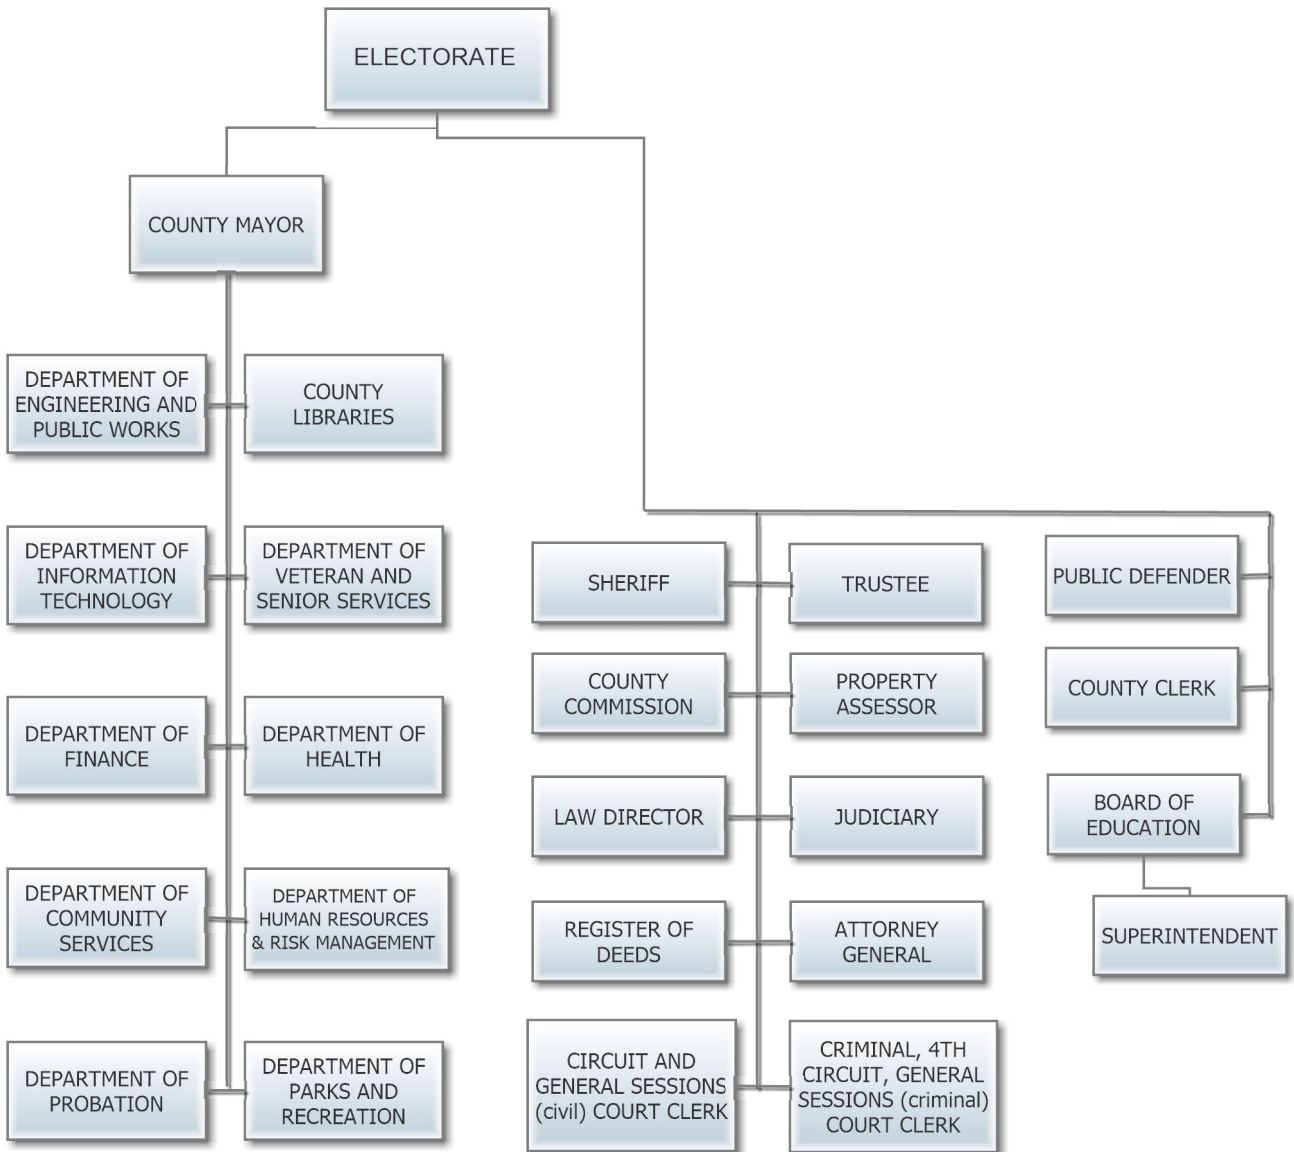 ELECTORATE
COUNTY MAYOR
DEPARTMENT OF
ENGINEERING AND
PUBLIC WORKS
COUNTY
LIBRARIES
DEPARTMENT OF
INFORMATION
TECHNOLOGY
DEPARTMENT OF
VETERAN AND
SENIOR SERVICES
DEPARTMENT OF
FINANCE
DEPARTMENT OF
HEALTH
DEPARTMENT OF
COMMUNITY
SERVICES
DEPARTMENT OF
HUMAN RESOURCES
& RISK MANAGEMENT
DEPARTMENT OF
PROBATION
DEPARTMENT OF
PARKS AND
RECREATION
SHERIFF
TRUSTEE
COUNTY
COMMISSION
PROPERTY
ASSESSOR
LAW DIRECTOR
JUDICIARY
REGISTER OF
DEEDS
ATTORNEY
GENERAL
CIRCUIT AND
GENERAL SESSIONS
(civil) COURT CLERK
CRIMINAL, 4TH
CIRCUIT, GENERAL
SESSIONS (criminal)
COURT CLERK
PUBLIC DEFENDER
COUNTY CLERK
BOARD OF
EDUCATION
SUPERINTENDENT